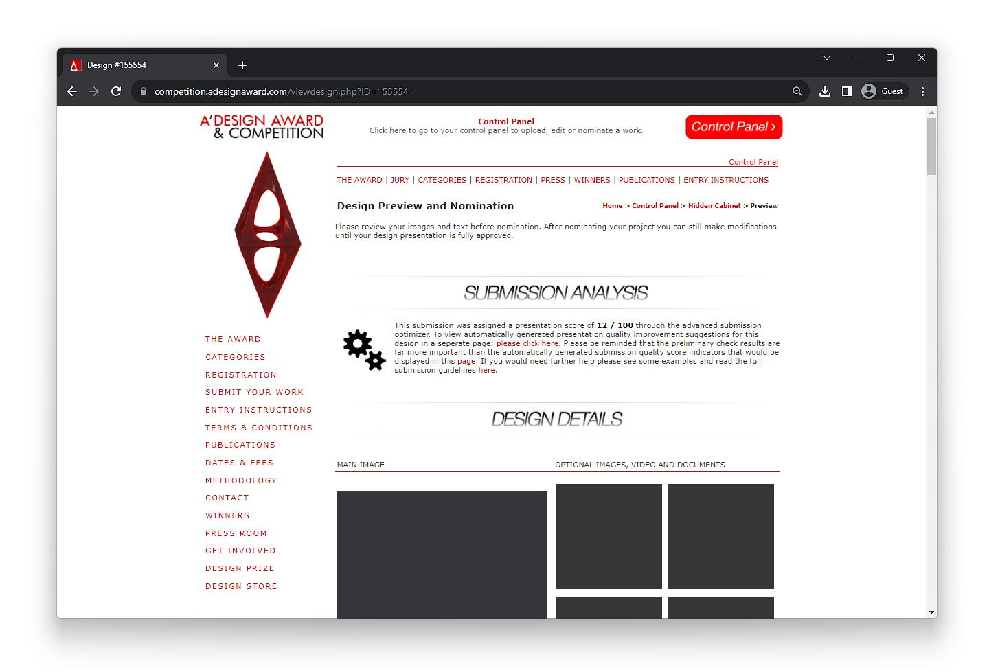 Design #155554
competition.adesignaward.com/viewdesign.php?ID=155554
Guest
A'DESIGN AWARD
& COMPETITION
Control Panel
Click here to go to your control panel to upload, edit or nominate a work.
Control Panel ›
Control Panel
THE AWARD | JURY | CATEGORIES | REGISTRATION | PRESS | WINNERS | PUBLICATIONS | ENTRY INSTRUCTIONS
Design Preview and Nomination
Home > Control Panel > Hidden Cabinet > Preview
Please review your images and text before nomination. After nominating your project you can still make modifications
until your design presentation is fully approved.
SUBMISSION ANALYSIS
This submission was assigned a presentation score of 12 / 100 through the advanced submission
optimizer. To view automatically generated presentation quality improvement suggestions for this
design in a seperate page: please click here. Please be reminded that the preliminary check results are
far more important than the automatically generated submission quality score indicators that would be
displayed in this page. If you would need further help please see some examples and read the full
submission guidelines here.
THE AWARD
CATEGORIES
REGISTRATION
SUBMIT YOUR WORK
ENTRY INSTRUCTIONS
TERMS & CONDITIONS
PUBLICATIONS
DATES & FEES
METHODOLOGY
CONTACT
WINNERS
PRESS ROOM
GET INVOLVED
DESIGN PRIZE
DESIGN STORE
DESIGN DETAILS
MAIN IMAGE
OPTIONAL IMAGES, VIDEO AND DOCUMENTS